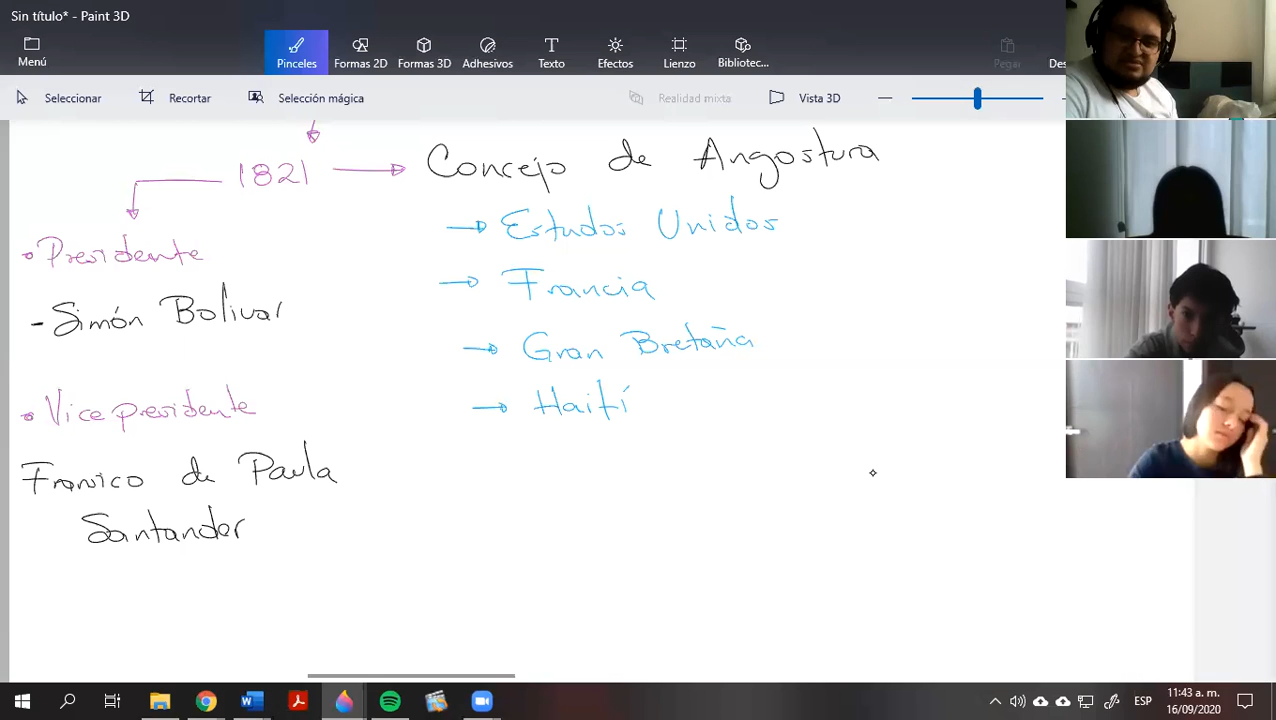 Sin título* - Paint 3D
Menú
Pinceles
Formas 2D
Formas 3D
Adhesivos
Texto
Efectos
Lienzo
Bibliotec...
Pegar
Des
Seleccionar
Recortar
Selección mágica
Realidad mixta
Vista 3D
1821
Concejo de Angostura
Estudos Unidos
• Presidente
Francia
- Simón Bolivar
Gran Bretaña
Haití
• Vicepresidente
de Paula
Santander
ESP
11:43 a. m.
16/09/2020